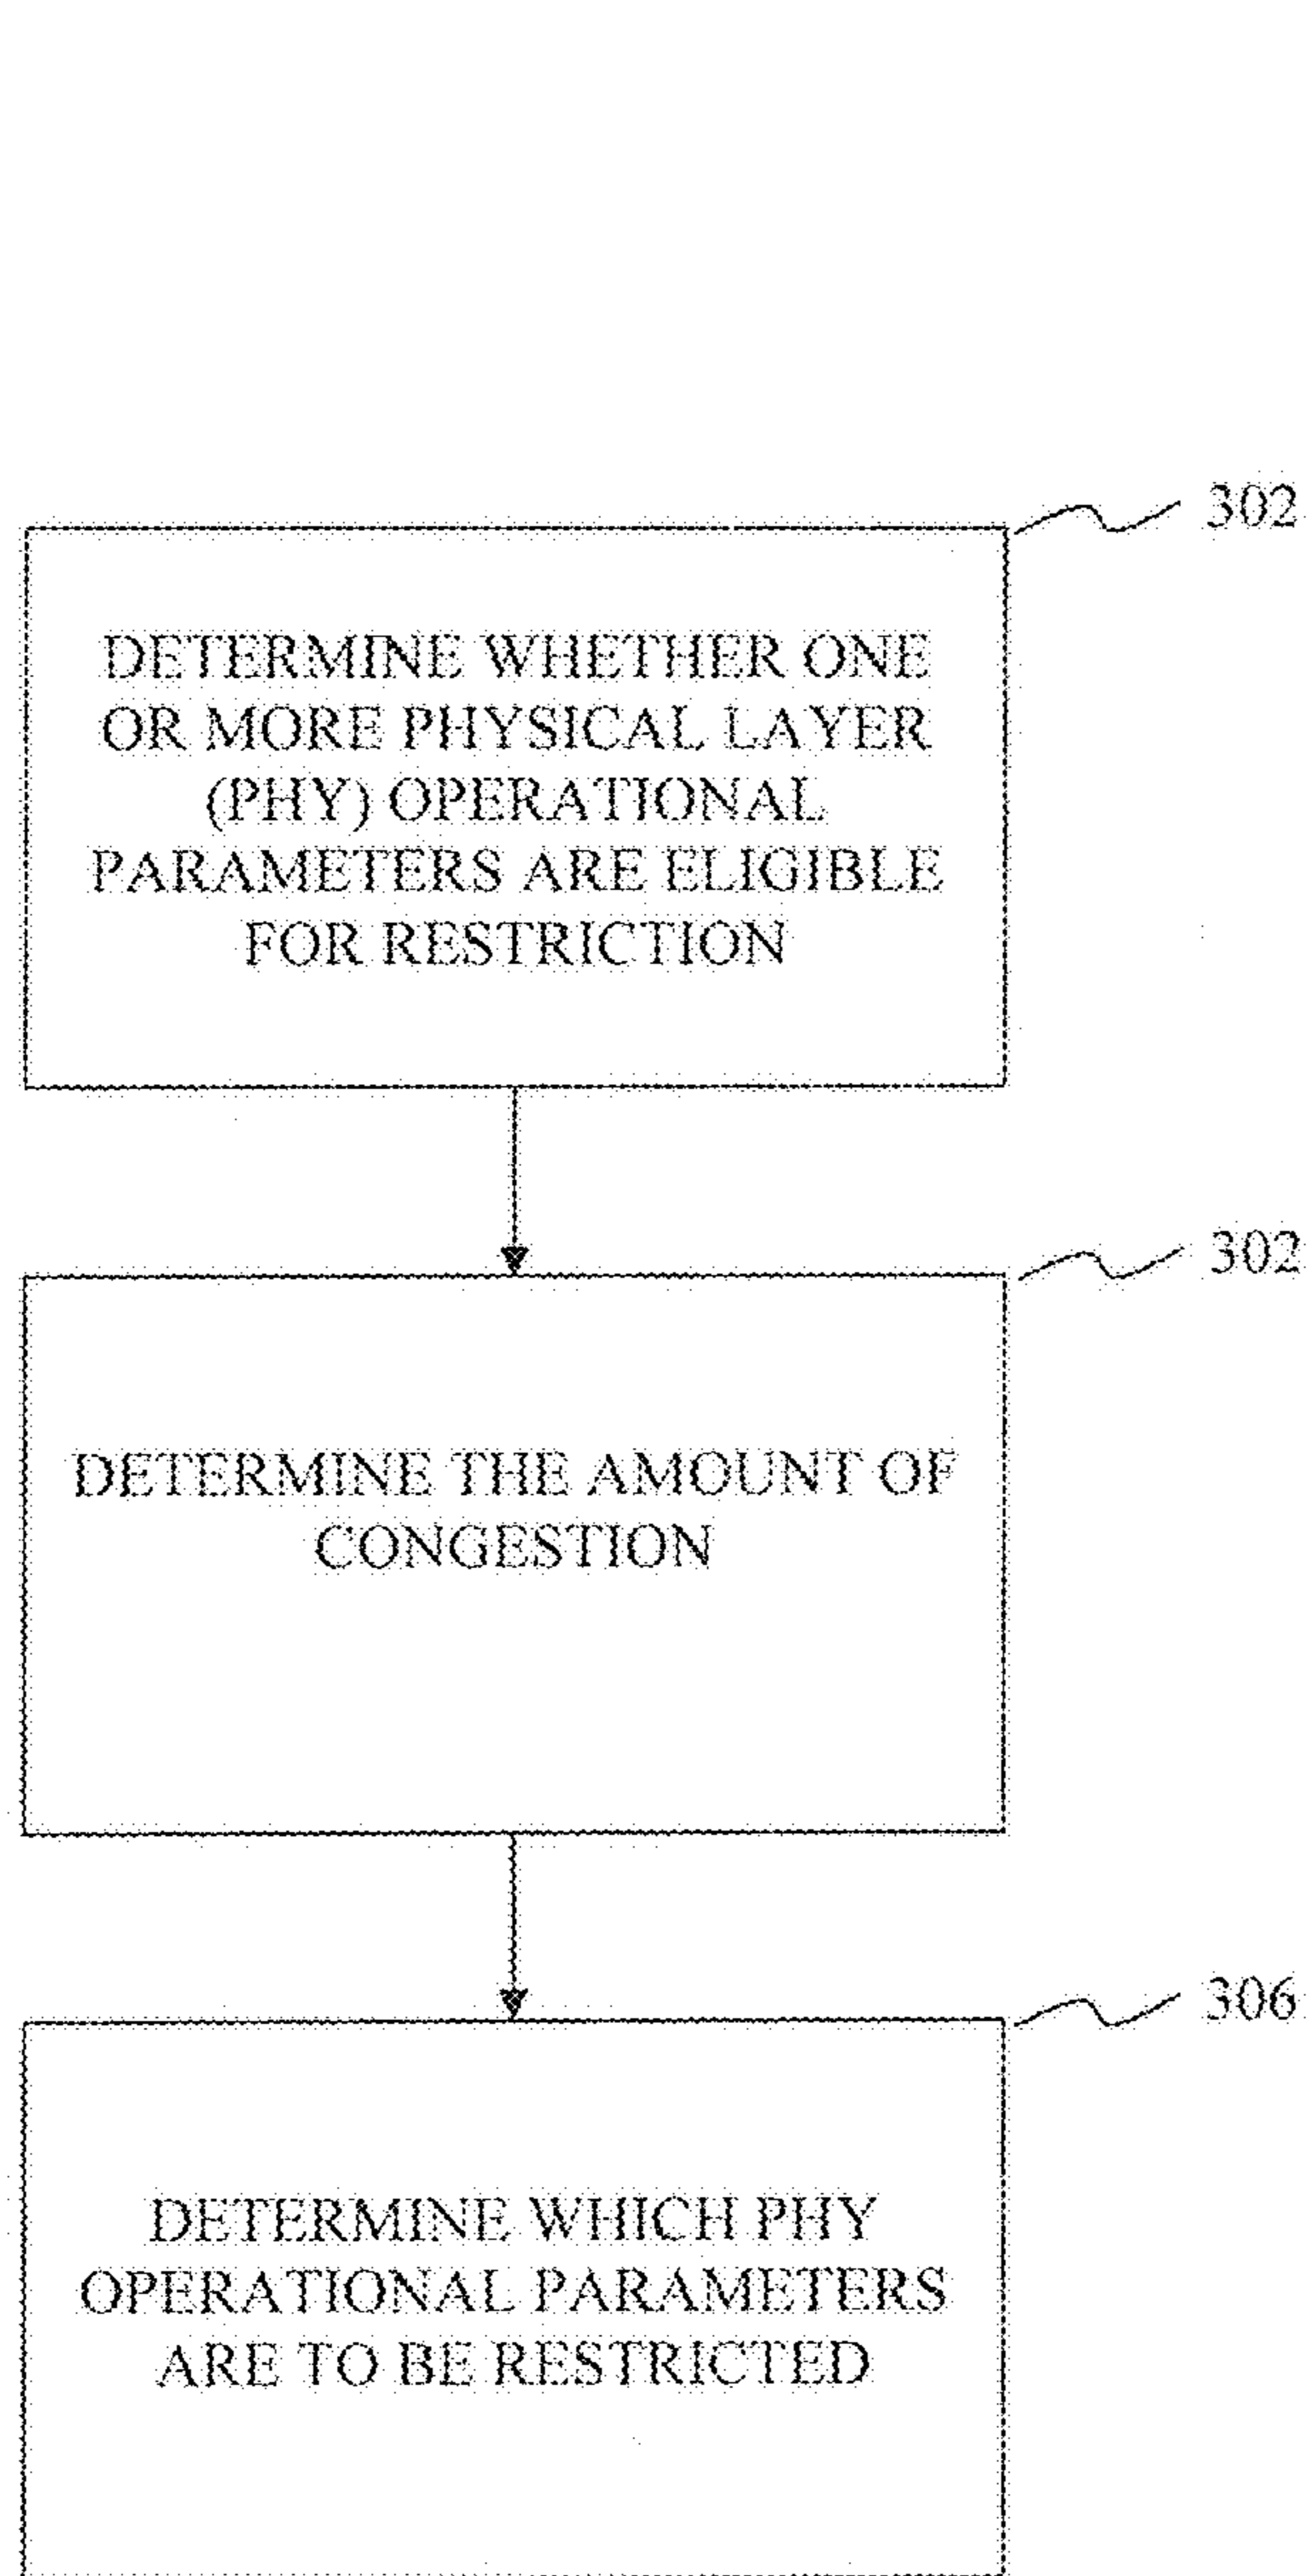 302
DETERMINE WHETHER ONE
OR MORE PHYSICAL LAYER
(PHY) OPERATIONAL
PARAMETERS ARE ELIGIBLE
FOR RESTRICTION
302
DETERMINE THE AMOUNT OF
CONGESTION
306
DETERMINE WHICH PHY
OPERATIONAL PARAMETERS
ARE TO BE RESTRICTED